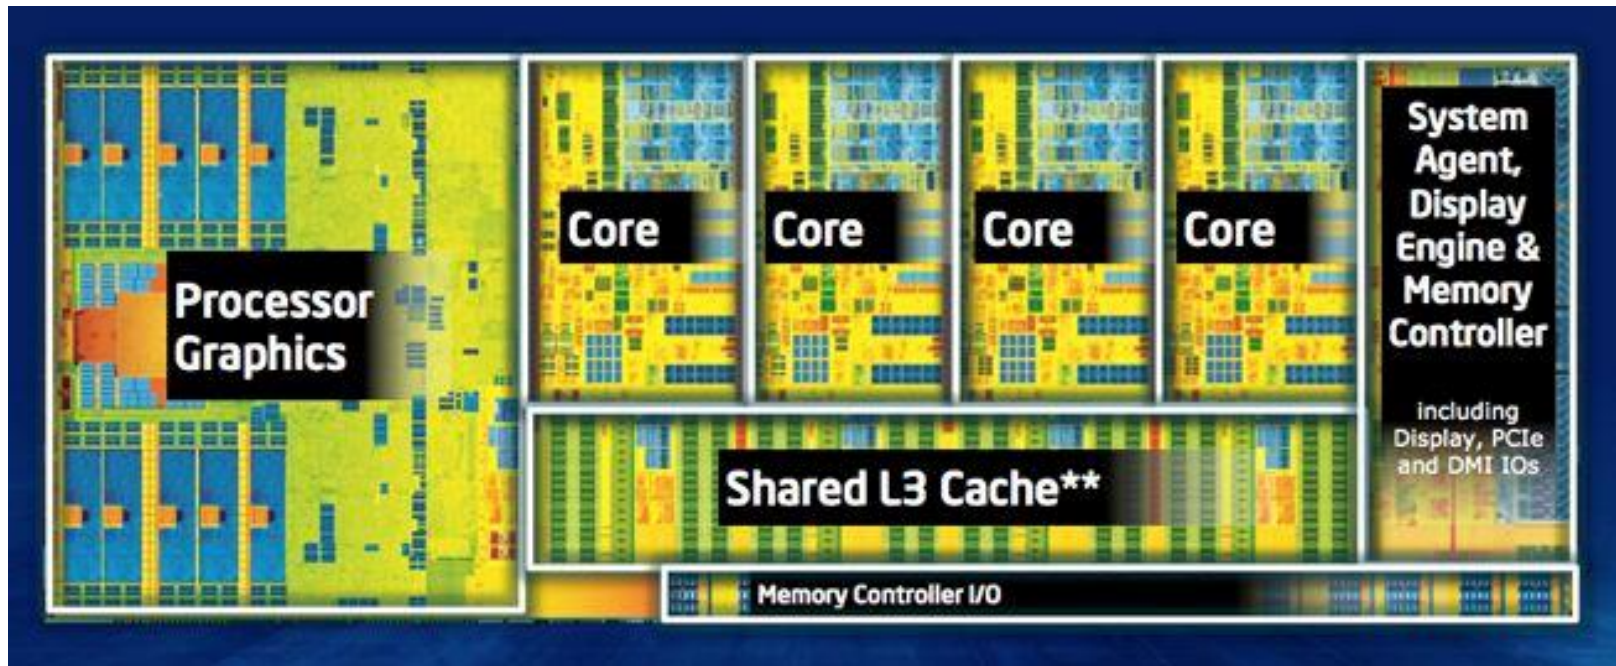 Processor
Graphics
Core
Core
Core
Core
System
Agent,
Display
Engine &
Memory
Controller
including
Display, PCIe
and DMI IOs
Shared L3 Cache**
Memory Controller I/O